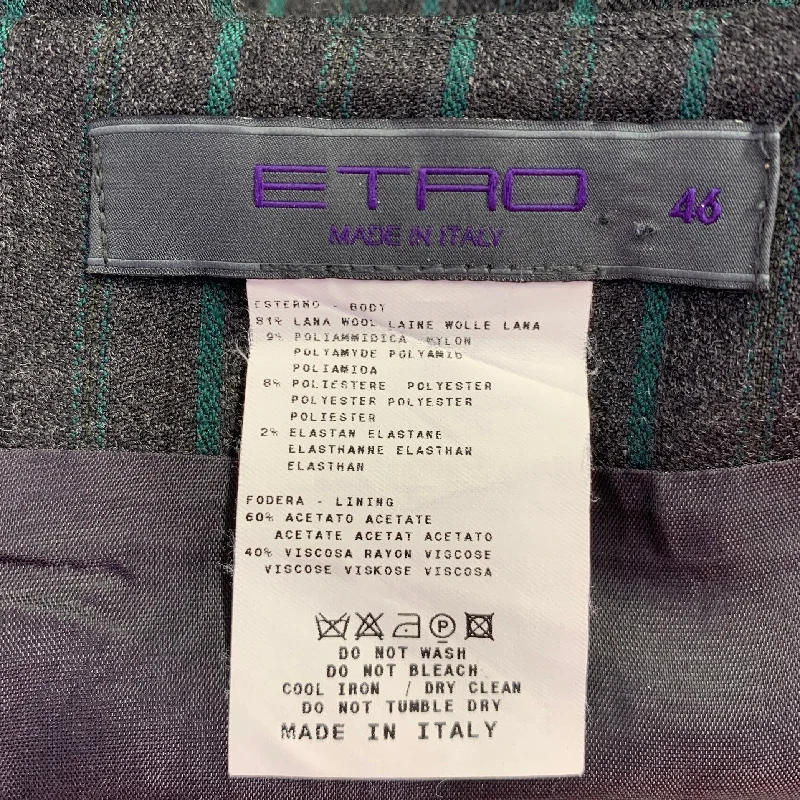 ETRO
46
MADE IN ITALY
ESTERNO - BODY
81% LANA WOOL LAINE WOLLE LANA
9% POLIAMMIDICA NYLON
POLYAMYDE POLYAMID
POLIAMIDA
8% POLIESTERE POLYESTER
POLYESTER POLYESTER
POLIESTER
2% ELASTAN ELASTANE
ELASTHANNE ELASTHAN
ELASTHAN
FODERA - LINING
60% ACETATO ACETATE
ACETATE ACETAT ACETATO
40% VISCOSA RAYON VISCOSE
VISCOSE VISKOSE VISCOSA
P
DO NOT WASH
DO NOT BLEACH
COOL IRON / DRY CLEAN
DO NOT TUMBLE DRY
MADE IN ITALY